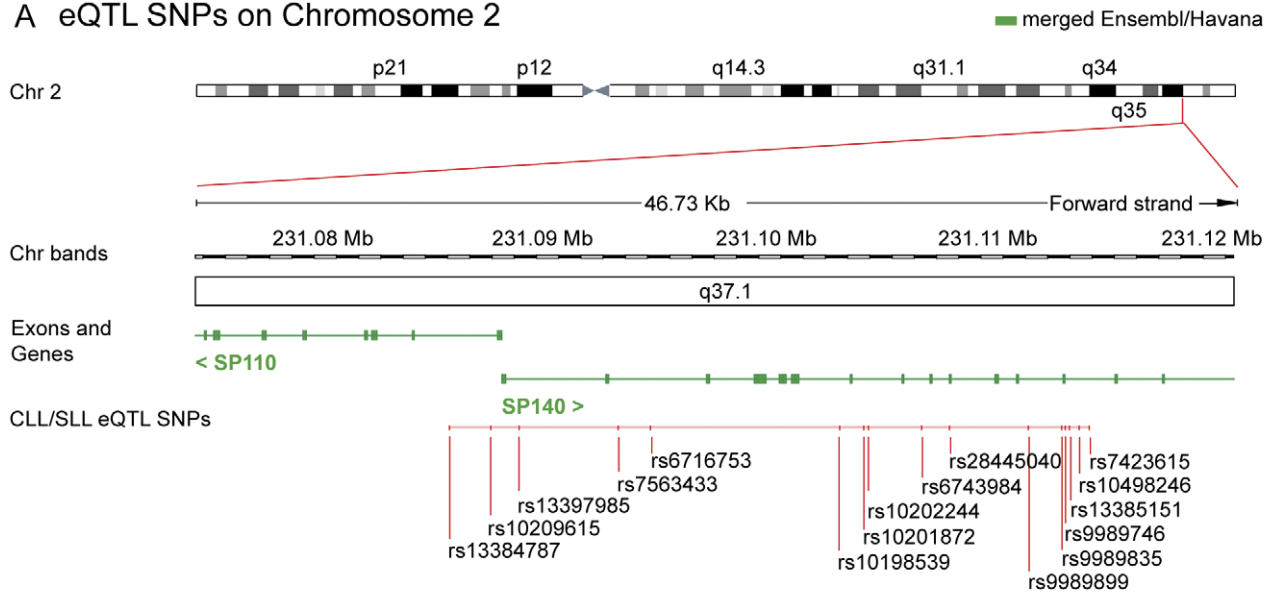 A eQTL SNPs on Chromosome 2
merged Ensembl/Havana
p21 p12 q14.3 q31.1 q34
Chr 2
q35
46.73 Kb Forward strand
231.08 Mb 231.09 Mb 231.10 Mb 231.11 Mb 231.12 Mb
Chr bands
q37.1
Exons and
Genes
< SP110
SP140 >
CLL/SLL eQTL SNPs
rs6716753 rs28445040 rs7423615
rs7563433 rs6743984 rs10498246
rs13397985 rs10202244 rs13385151
rs10209615 rs10201872 rs9989746
rs13384787 rs10198539 rs9989835
rs9989899